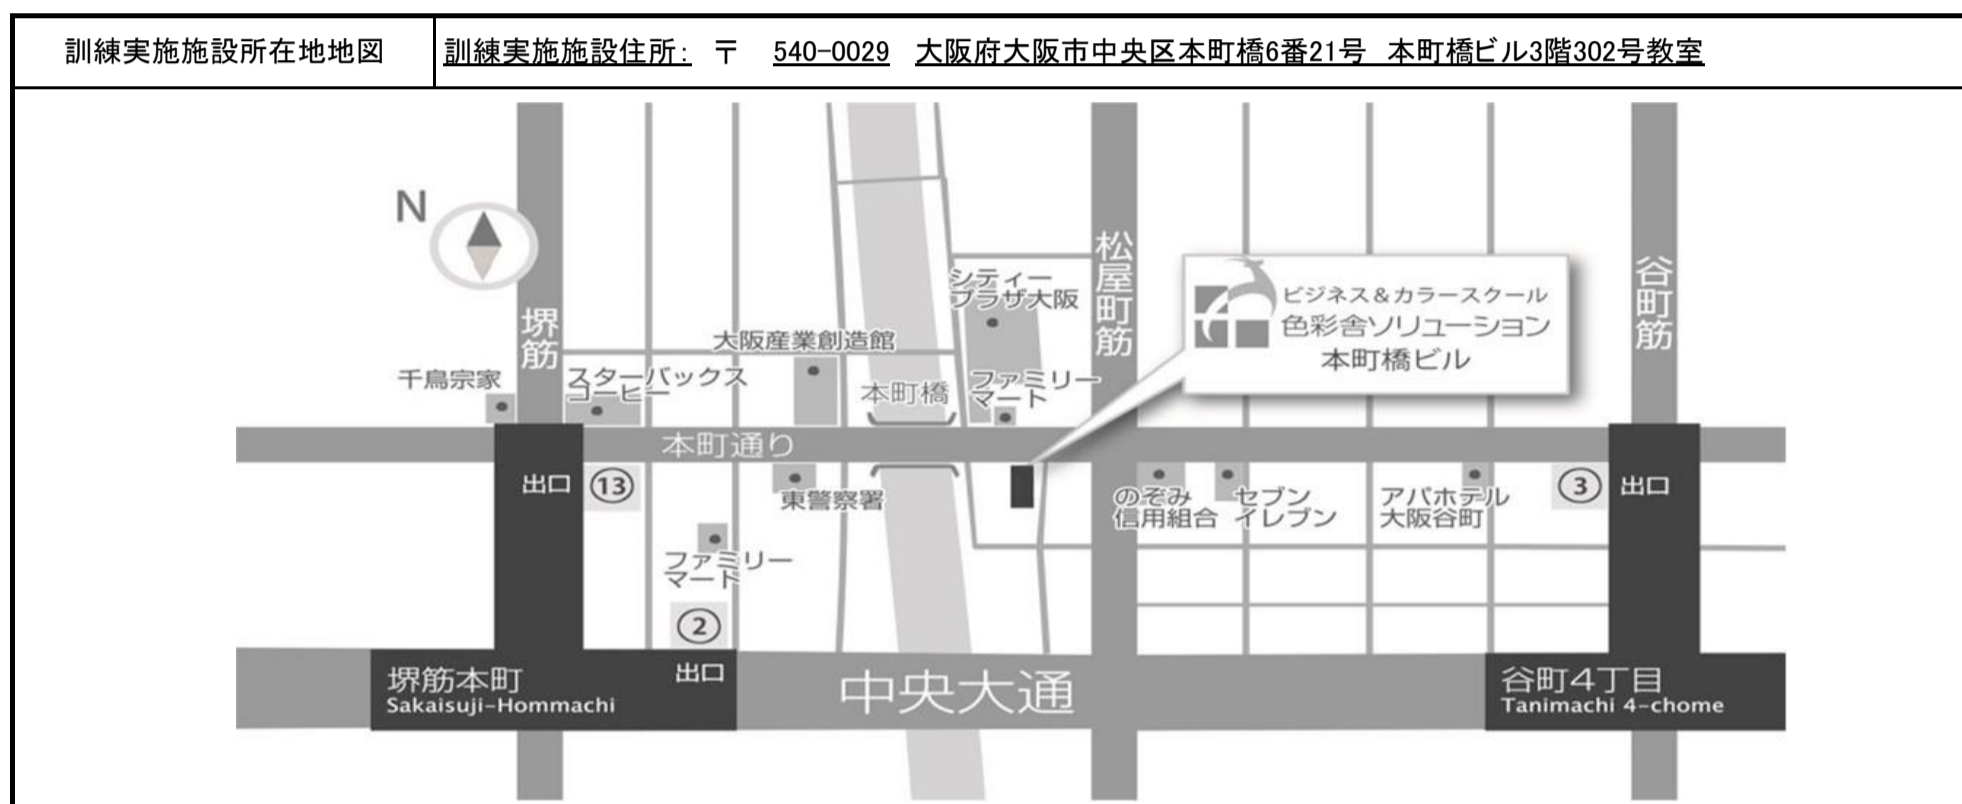 訓練実施施設所在地地図
訓練実施施設住所: 〒 540-0029 大阪府大阪市中央区本町橋6番21号 本町橋ビル3階302号教室
N
堺筋
松屋町筋
谷町筋
シティー
プラザ大阪
ビジネス&カラースクール
色彩舎ソリューション
本町橋ビル
大阪産業創造館
千鳥宗家
スターバックス
コーヒー
本町橋
ファミリー
マート
本町通り
出口
13
東警察署
のぞみ
信用組合
セブン
イレブン
アパホテル
大阪谷町
3
出口
ファミリー
マート
2
出口
堺筋本町
Sakaisuji-Hommachi
中央大通
谷町4丁目
Tanimachi 4-chome